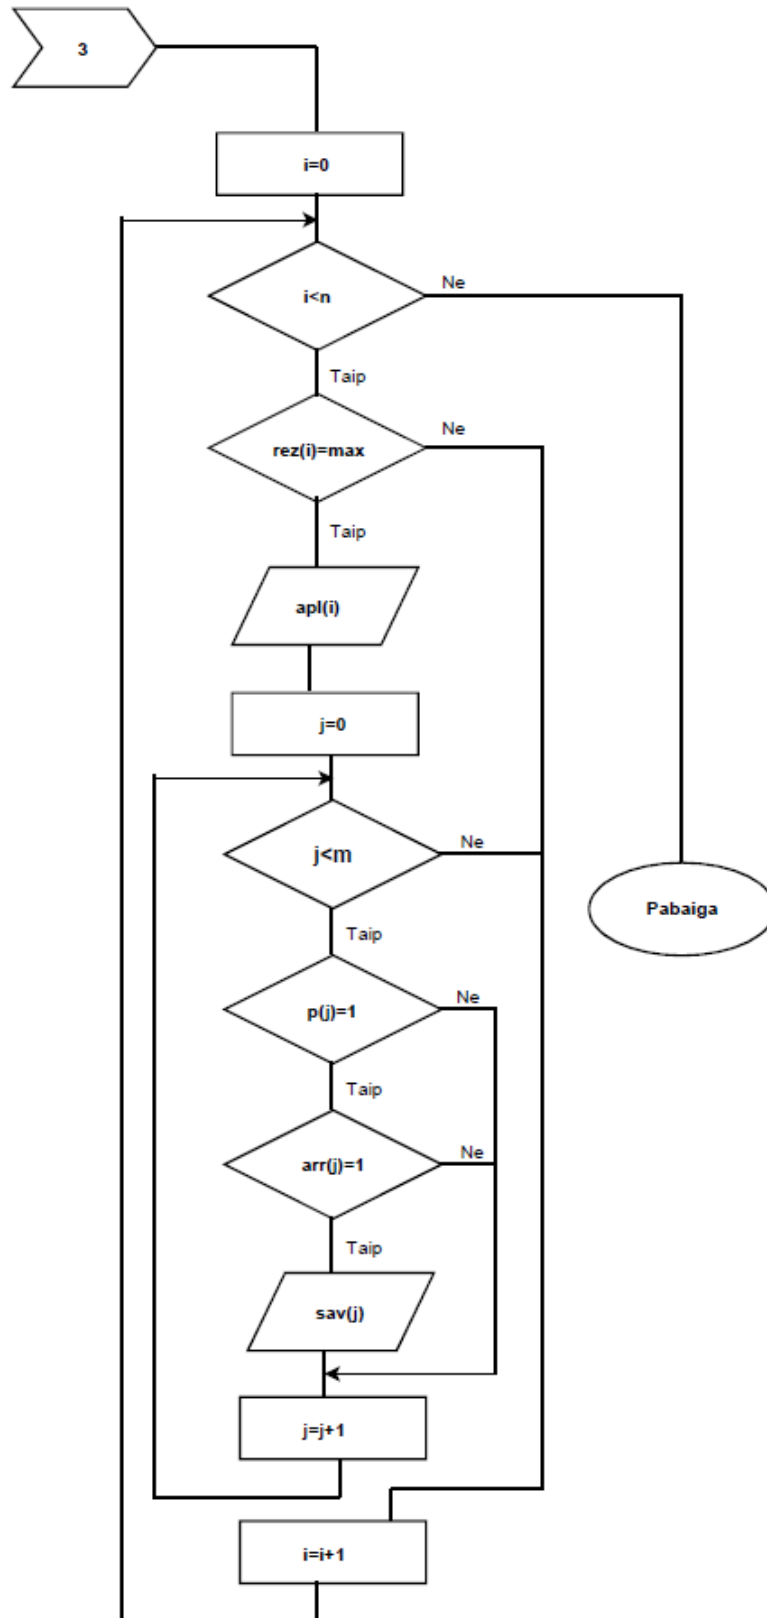 3
i=0
i<n
Ne
Taip
rez(i)=max
Ne
Taip
apl(i)
j=0
j<m
Ne
Taip
Pabaiga
p(j)=1
Ne
Taip
arr(j)=1
Ne
Taip
sav(j)
j=j+1
i=i+1